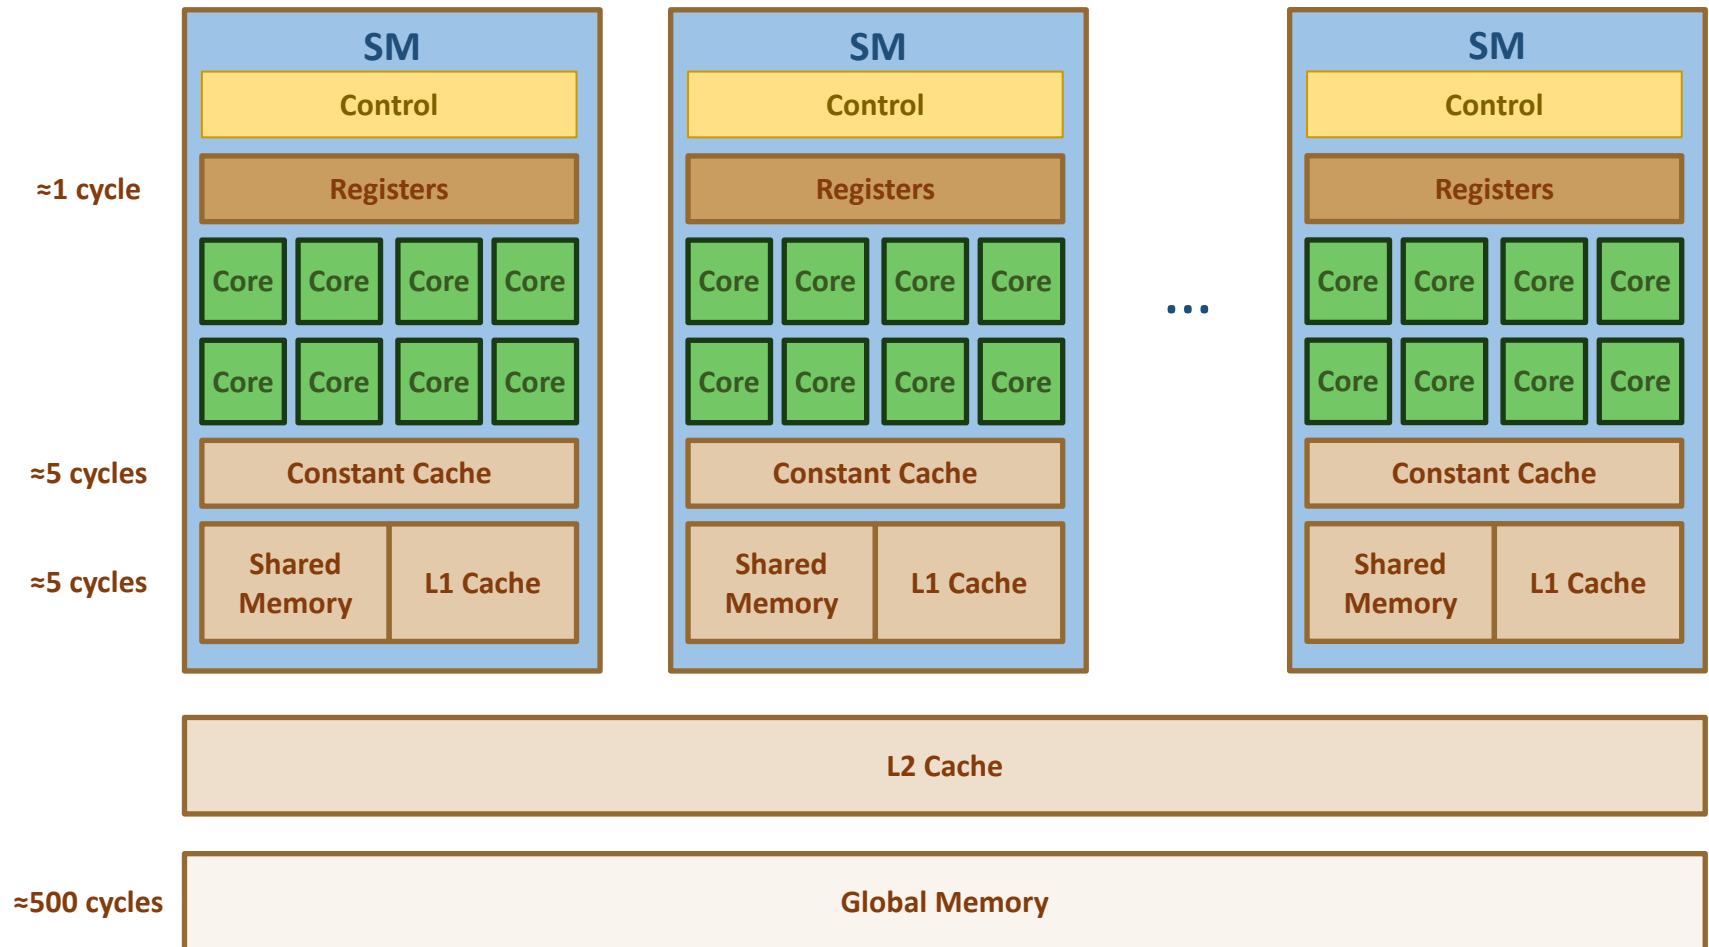 SM SM SM
Control Control Control
≈1 cycle Registers Registers Registers
Core Core Core Core Core Core Core Core ... Core Core Core Core
Core Core Core Core Core Core Core Core Core Core Core Core
≈5 cycles Constant Cache Constant Cache Constant Cache
≈5 cycles Shared Memory L1 Cache Shared Memory L1 Cache Shared Memory L1 Cache
L2 Cache
≈500 cycles Global Memory